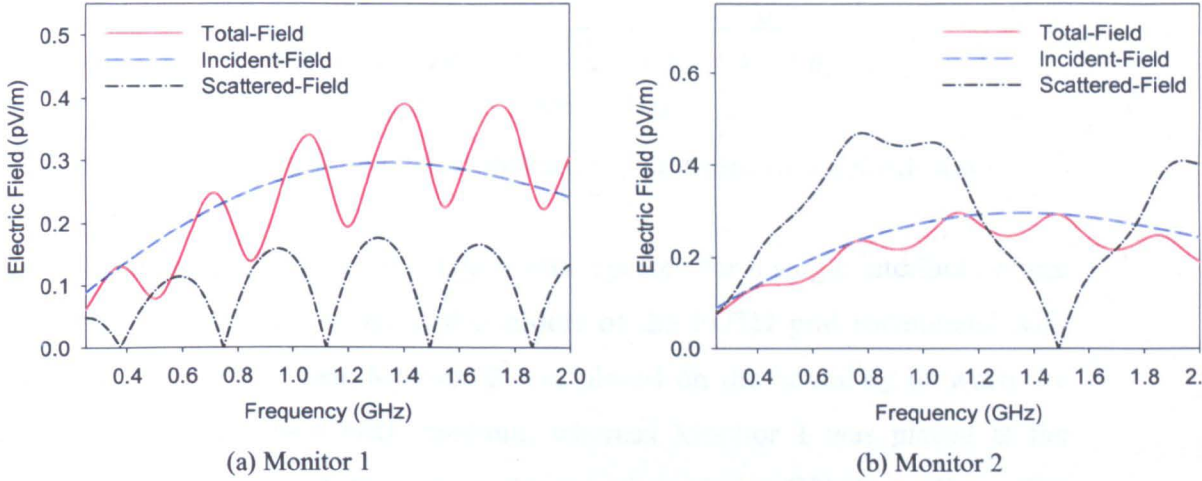 Total-Field
Incident-Field
Scattered-Field
Electric Field (pV/m)
0.5
0.4
0.3
0.2
0.1
0.0
0.4 0.6 0.8 1.0 1.2 1.4 1.6 1.8 2.0
Frequency (GHz)
(a) Monitor 1
Total-Field
Incident-Field
Scattered-Field
Electric Field (pV/m)
0.6
0.4
0.2
0.0
0.4 0.6 0.8 1.0 1.2 1.4 1.6 1.8 2.
Frequency (GHz)
(b) Monitor 2